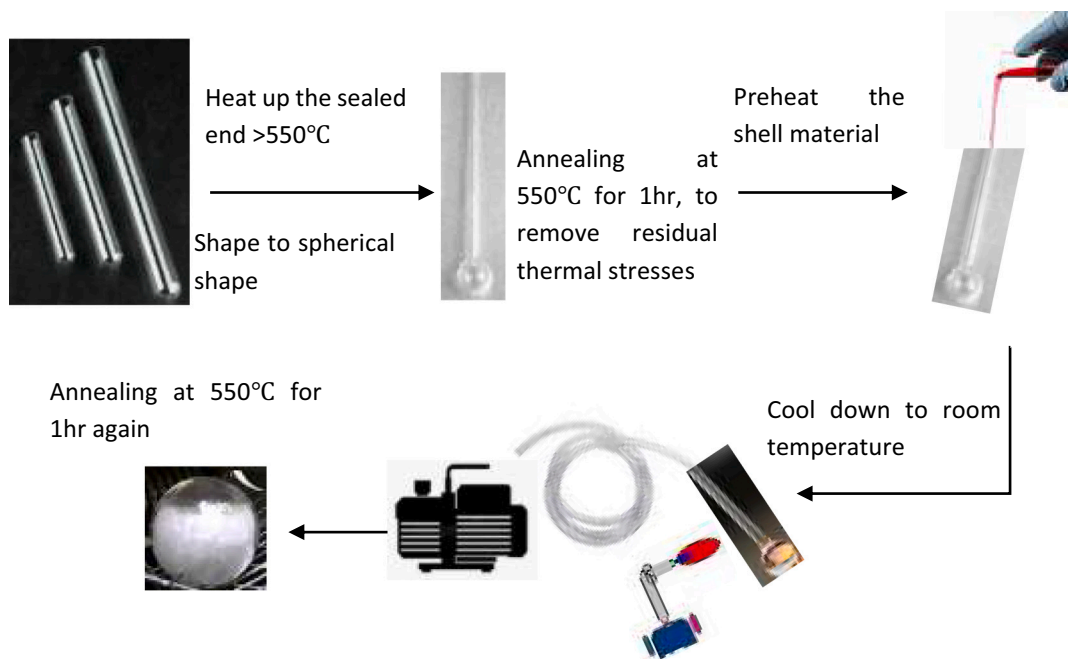 Heat up the sealed
end >550℃
Shape to spherical
shape
Annealing at
550℃ for 1hr, to
remove residual
thermal stresses
Preheat the
shell material
Cool down to room
temperature
Annealing at 550℃ for
1hr again